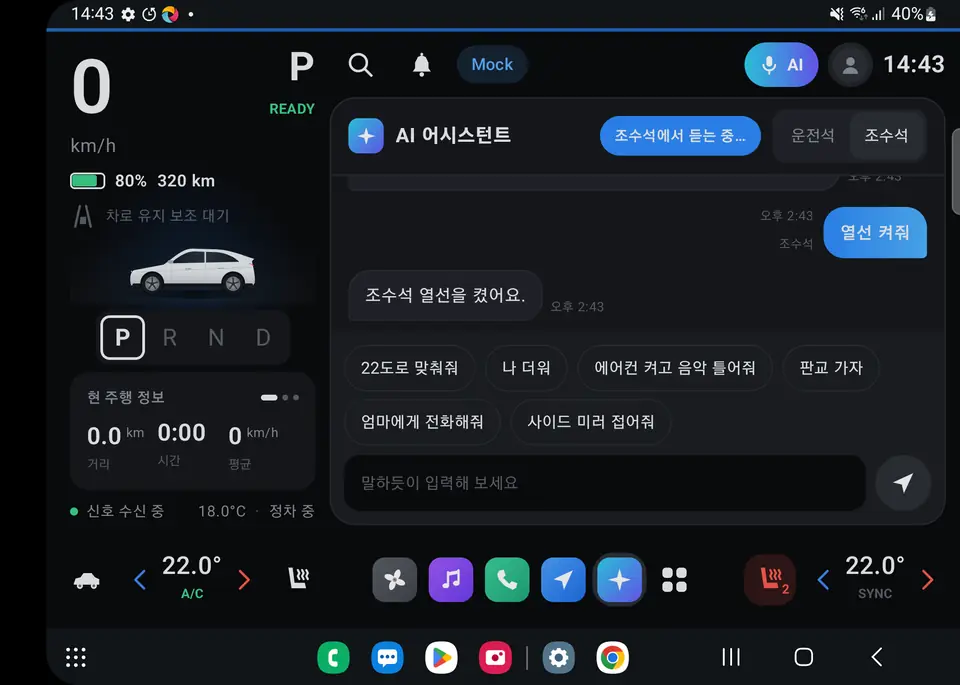 14:43
40%
0
P
READY
km/h
80% 320 km
차로 유지 보조 대기
P R N D
현 주행 정보
0.0 km 0:00 0 km/h
거리 시간 평균
신호 수신 중 18.0°C · 정차 중
Mock
AI
14:43
AI 어시스턴트
조수석에서 듣는 중...
운전석 조수석
오후 2:43
오후 2:43
조수석
열선 켜줘
조수석 열선을 켰어요.
오후 2:43
22도로 맞춰줘
나 더워
에어컨 켜고 음악 틀어줘
판교 가자
엄마에게 전화해줘
사이드 미러 접어줘
말하듯이 입력해 보세요
22.0°
A/C
2
22.0°
SYNC